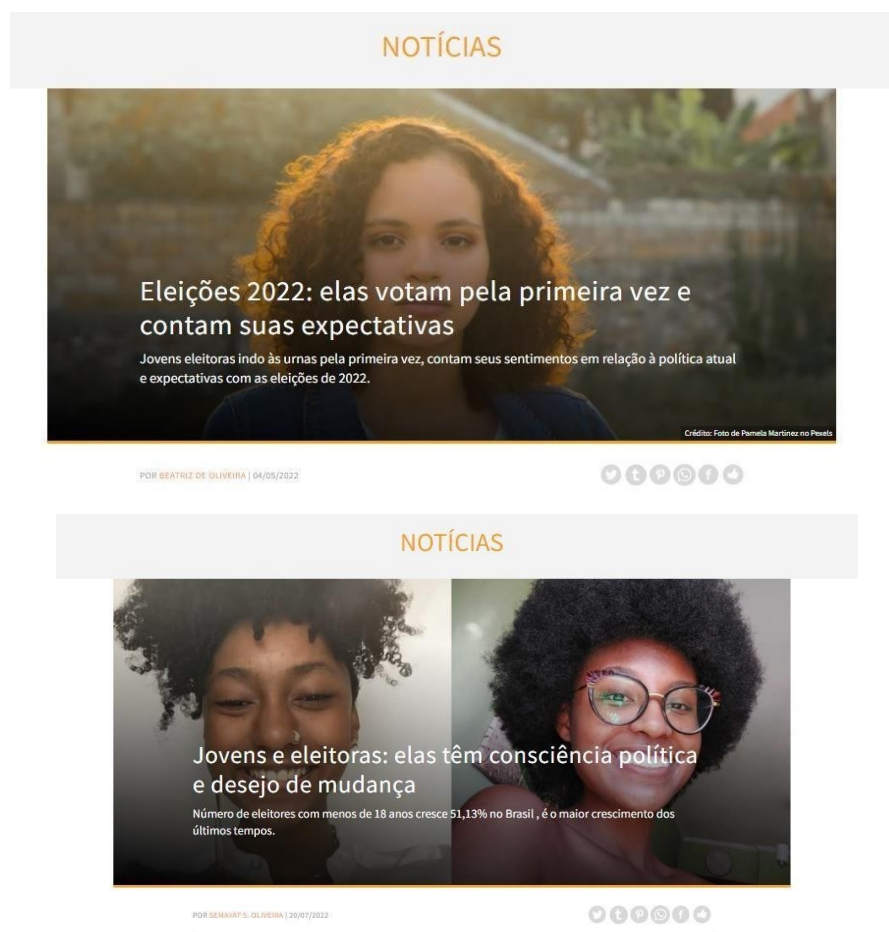 NOTÍCIAS
Eleições 2022: elas votam pela primeira vez e
contam suas expectativas
Jovens eleitoras indo às urnas pela primeira vez, contam seus sentimentos em relação à política atual
e expectativas com as eleições de 2022.
Crédito: Foto de Pamela Martinez no Pexels
POR BEATRIZ DE OLIVEIRA | 04/05/2022
NOTÍCIAS
Jovens e eleitoras: elas têm consciência política
e desejo de mudança
Número de eleitores com menos de 18 anos cresce 51,13% no Brasil , é o maior crescimento dos
últimos tempos.
POR SEMAYAT S. OLIVEIRA | 20/07/2022